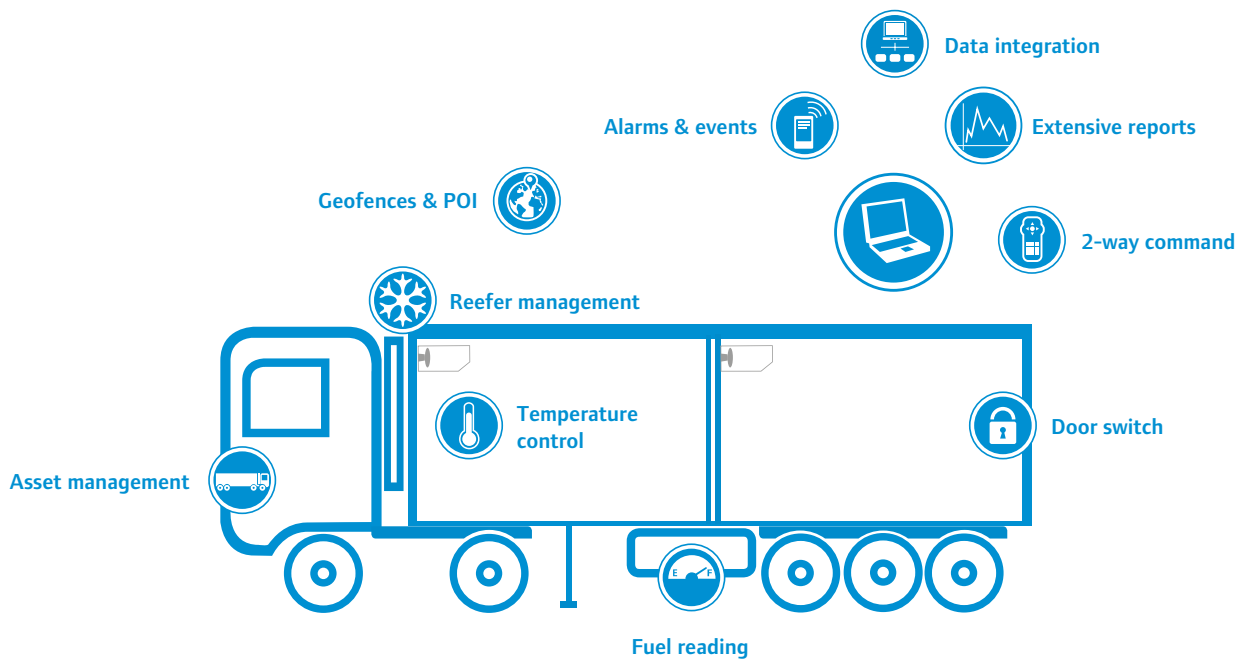 Data integration
Alarms & events
Extensive reports
Geofences & POI
2-way command
Reefer management
Temperature
control
Door switch
Asset management
E F
Fuel reading